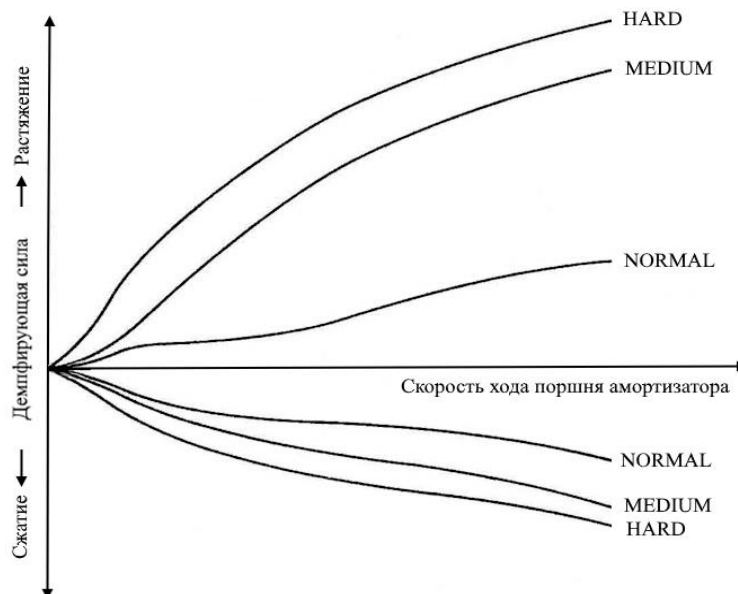 HARD
MEDIUM
NORMAL
Растяжение
Демпфирующая сила
Сжатие
Скорость хода поршня амортизатора
NORMAL
MEDIUM
HARD